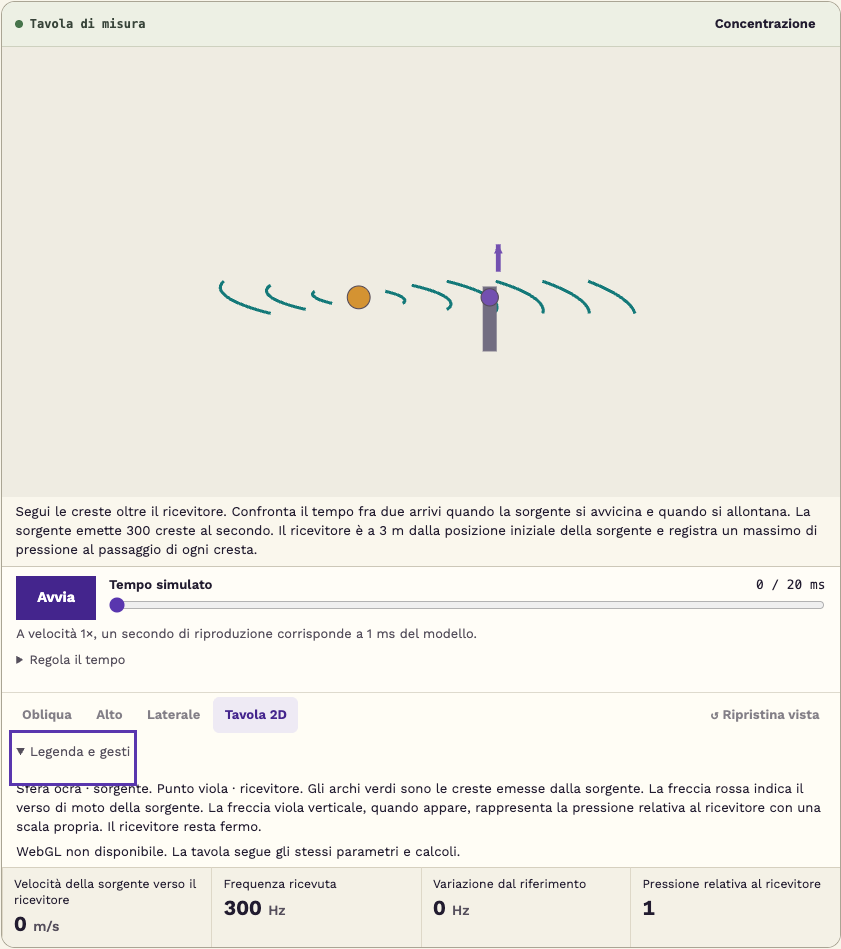 Tavola di misura
Concentrazione
Segui le creste oltre il ricevitore. Confronta il tempo fra due arrivi quando la sorgente si avvicina e quando si allontana. La
sorgente emette 300 creste al secondo. Il ricevitore è a 3 m dalla posizione iniziale della sorgente e registra un massimo di
pressione al passaggio di ogni cresta.
Avvia
Tempo simulato
0 / 20 ms
A velocità 1×, un secondo di riproduzione corrisponde a 1 ms del modello.
▶ Regola il tempo
Obliqua
Alto
Laterale
Tavola 2D
↺ Ripristina vista
▼ Legenda e gesti
Sfera ocra · sorgente. Punto viola · ricevitore. Gli archi verdi sono le creste emesse dalla sorgente. La freccia rossa indica il
verso di moto della sorgente. La freccia viola verticale, quando appare, rappresenta la pressione relativa al ricevitore con una
scala propria. Il ricevitore resta fermo.
WebGL non disponibile. La tavola segue gli stessi parametri e calcoli.
Velocità della sorgente verso il
ricevitore
0 m/s
Frequenza ricevuta
300 Hz
Variazione dal riferimento
0 Hz
Pressione relativa al ricevitore
1